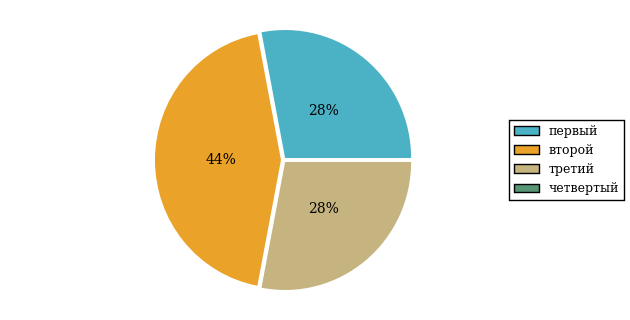 28%
44%
28%
первый
второй
третий
четвертый